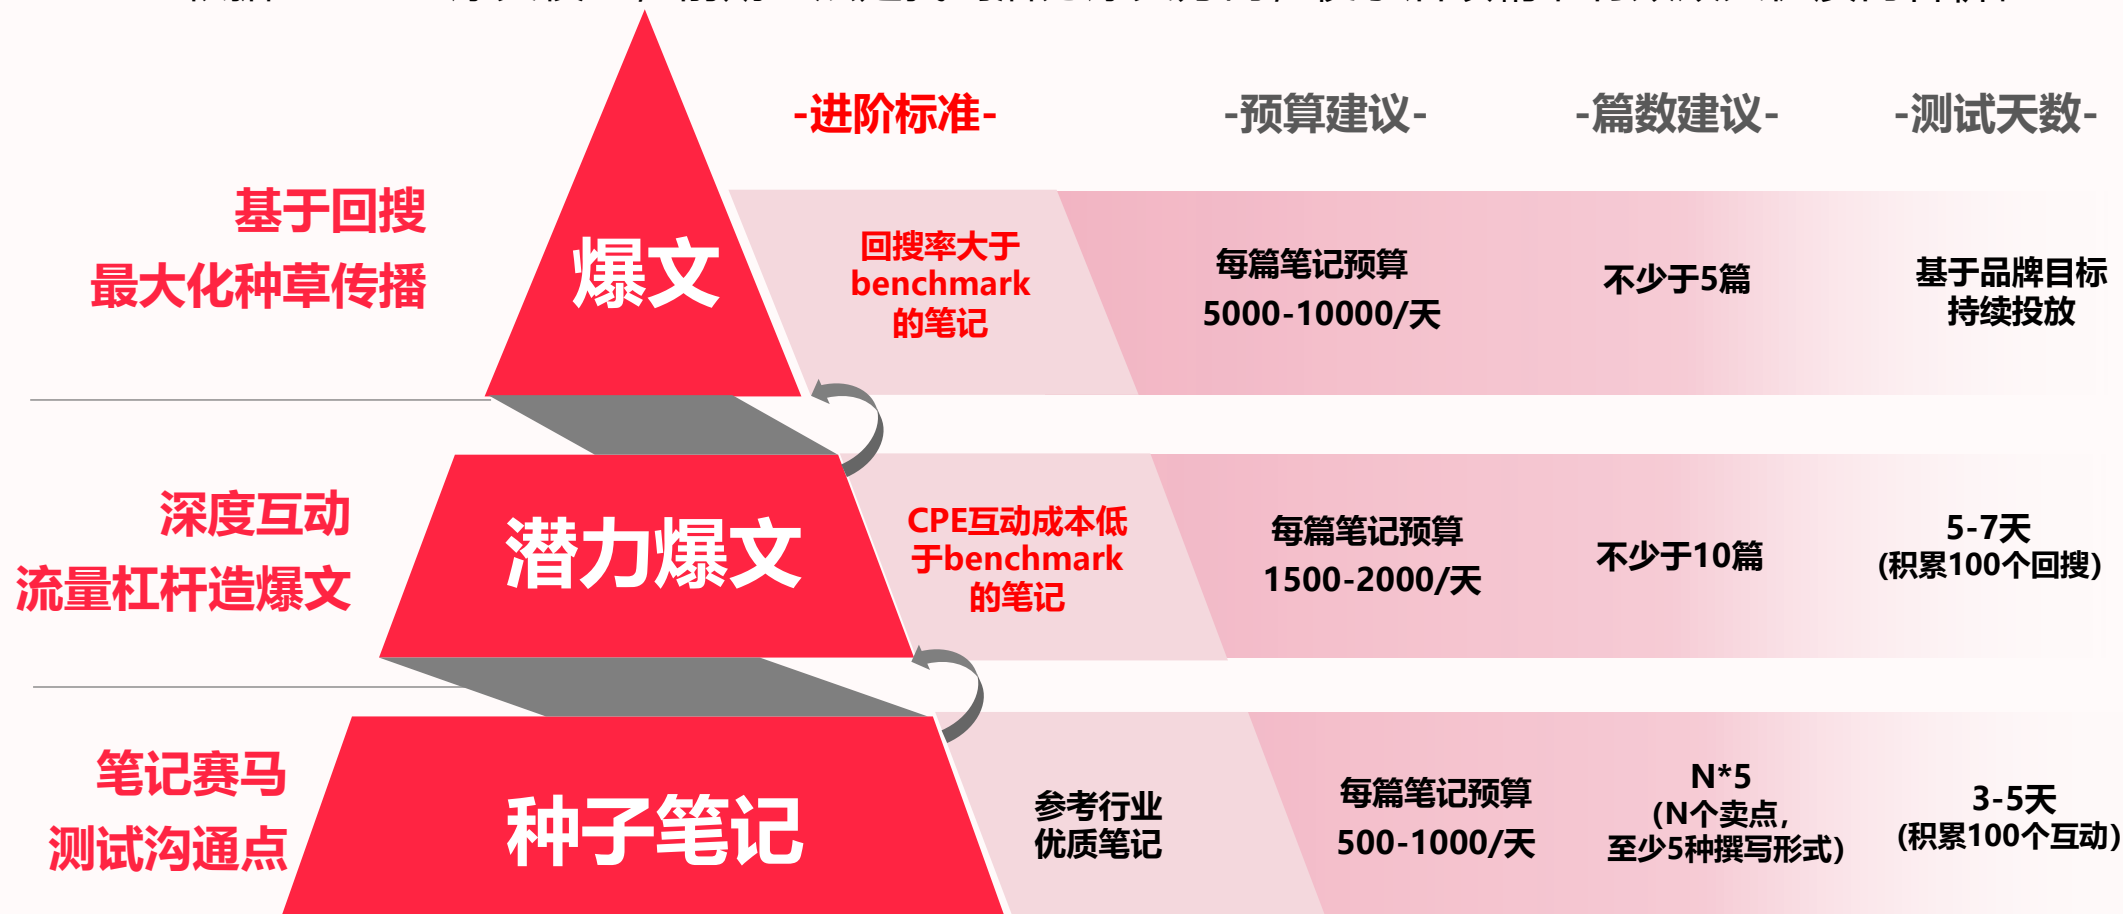 -进阶标准-
-预算建议-
-篇数建议-
-测试天数-
基于回搜
最大化种草传播
爆文
回搜率大于
benchmark
的笔记
每篇笔记预算
5000-10000/天
不少于5篇
基于品牌目标
持续投放
深度互动
流量杠杆造爆文
潜力爆文
CPE互动成本低
于benchmark
的笔记
每篇笔记预算
1500-2000/天
不少于10篇
5-7天
(积累100个回搜)
笔记赛马
测试沟通点
种子笔记
参考行业
优质笔记
每篇笔记预算
500-1000/天
N*5
(N个卖点,
至少5种撰写形式)
3-5天
(积累100个互动)